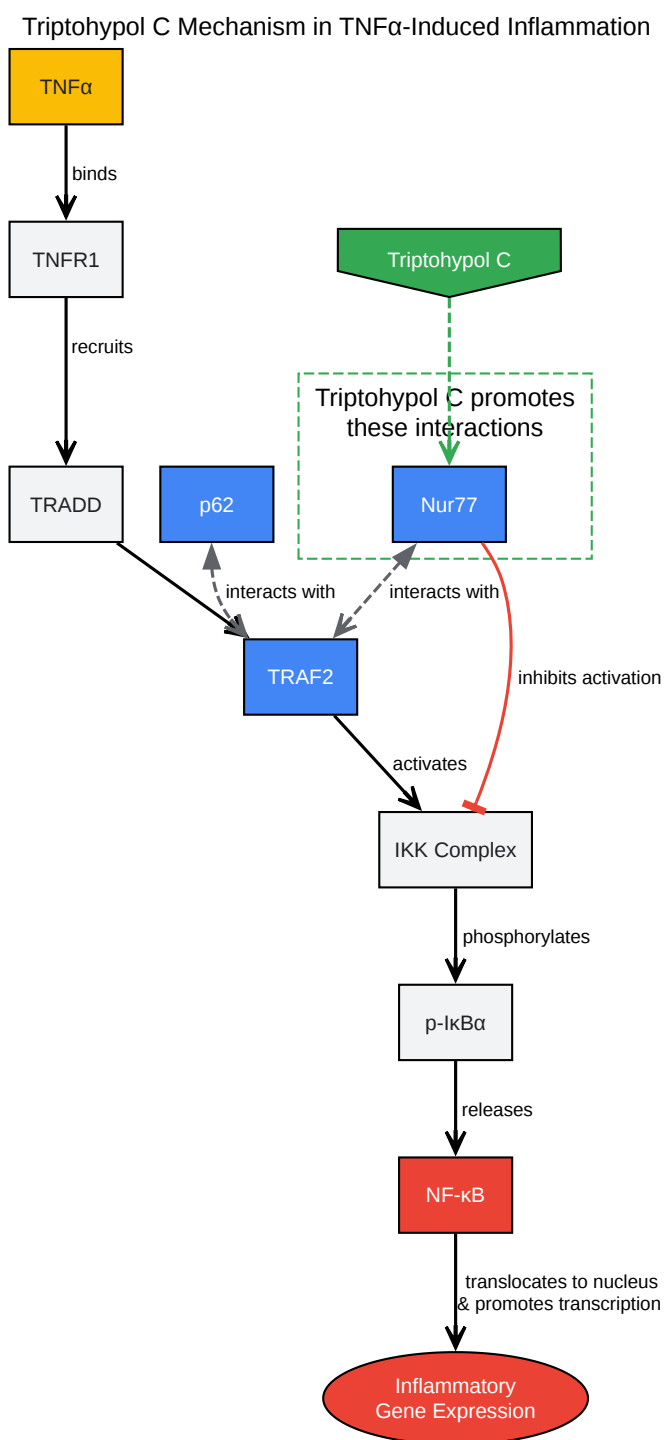 Triptohypol C Mechanism in TNFα-Induced Inflammation
TNFα
binds
TNFR1
Triptohypol C
recruits
Triptohypol C promotes
these interactions
TRADD
p62
Nur77
interacts with
interacts with
TRAF2
inhibits activation
activates
IKK Complex
phosphorylates
p-IκBα
releases
NF-κB
translocates to nucleus
& promotes transcription
Inflammatory
Gene Expression